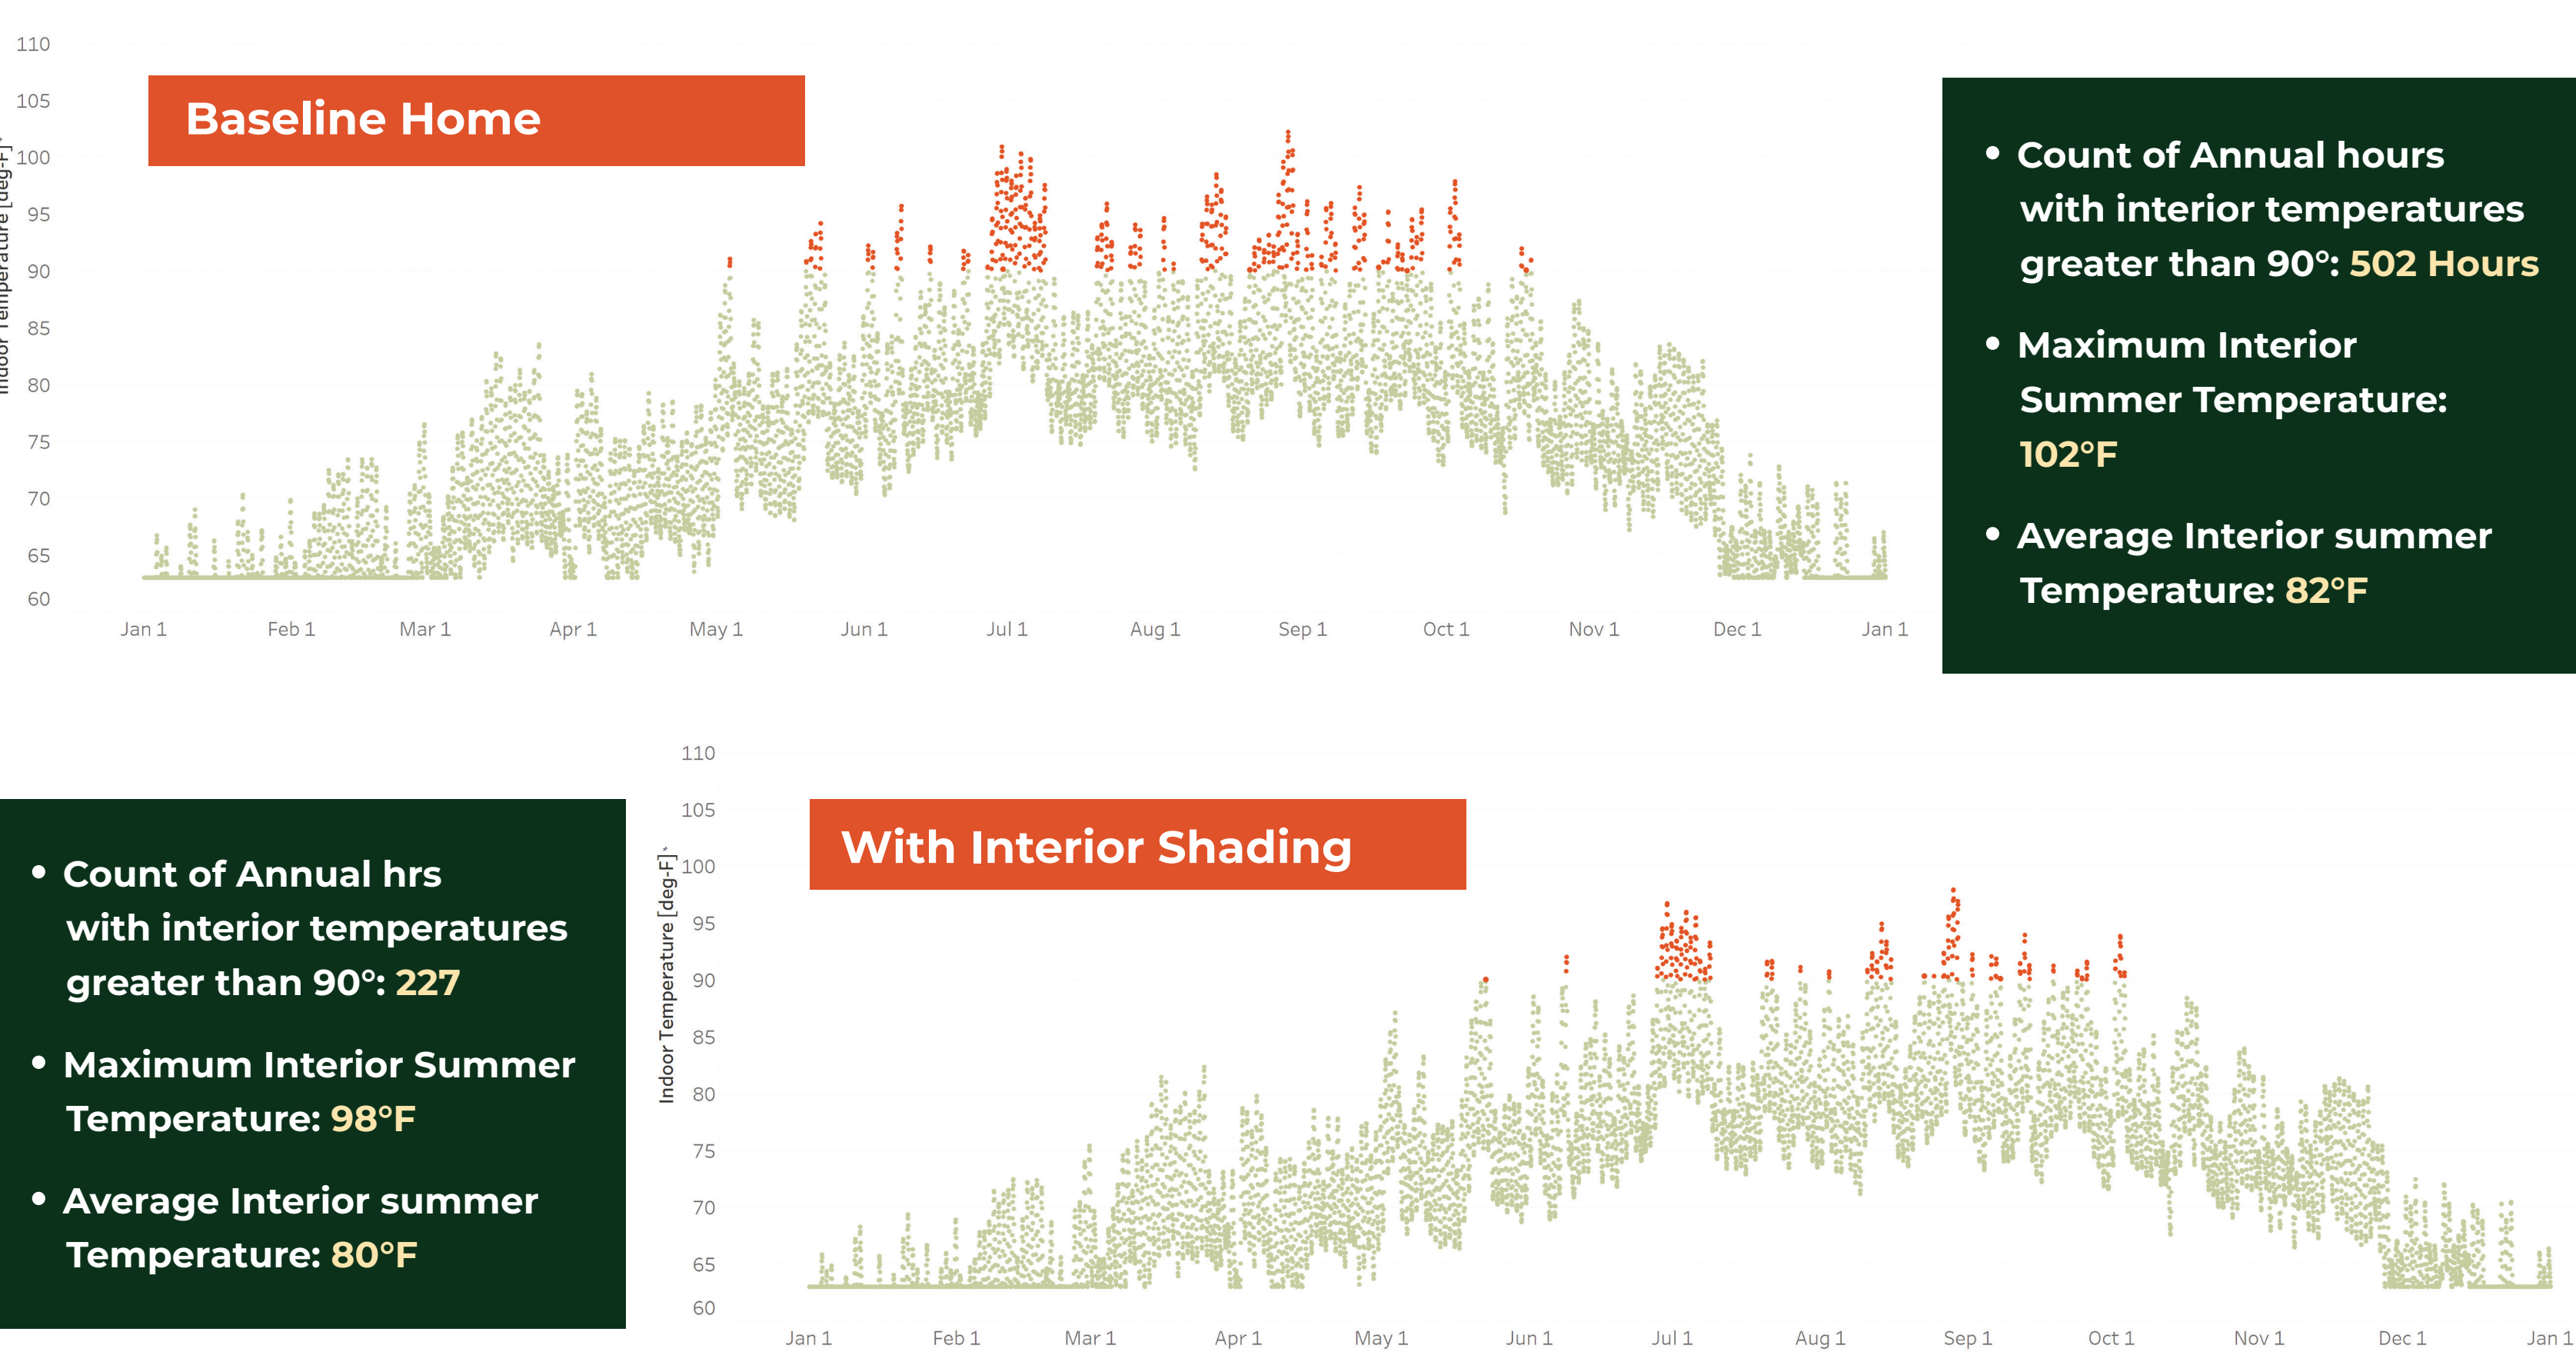 110
Baseline Home
105
100
95
90
85
80
75
70
65
60
Indoor Temperature [deg-F]*
Jan 1 Feb 1 Mar 1 Apr 1 May 1 Jun 1 Jul 1 Aug 1 Sep 1 Oct 1 Nov 1 Dec 1 Jan 1
• Count of Annual hours
with interior temperatures
greater than 90°: 502 Hours
• Maximum Interior
Summer Temperature:
102°F
• Average Interior summer
Temperature: 82°F
• Count of Annual hrs
with interior temperatures
greater than 90°: 227
• Maximum Interior Summer
Temperature: 98°F
• Average Interior summer
Temperature: 80°F
110
105
With Interior Shading
100
95
90
85
80
75
70
65
60
Indoor Temperature [deg-F]*
Jan 1 Feb 1 Mar 1 Apr 1 May 1 Jun 1 Jul 1 Aug 1 Sep 1 Oct 1 Nov 1 Dec 1 Jan 1